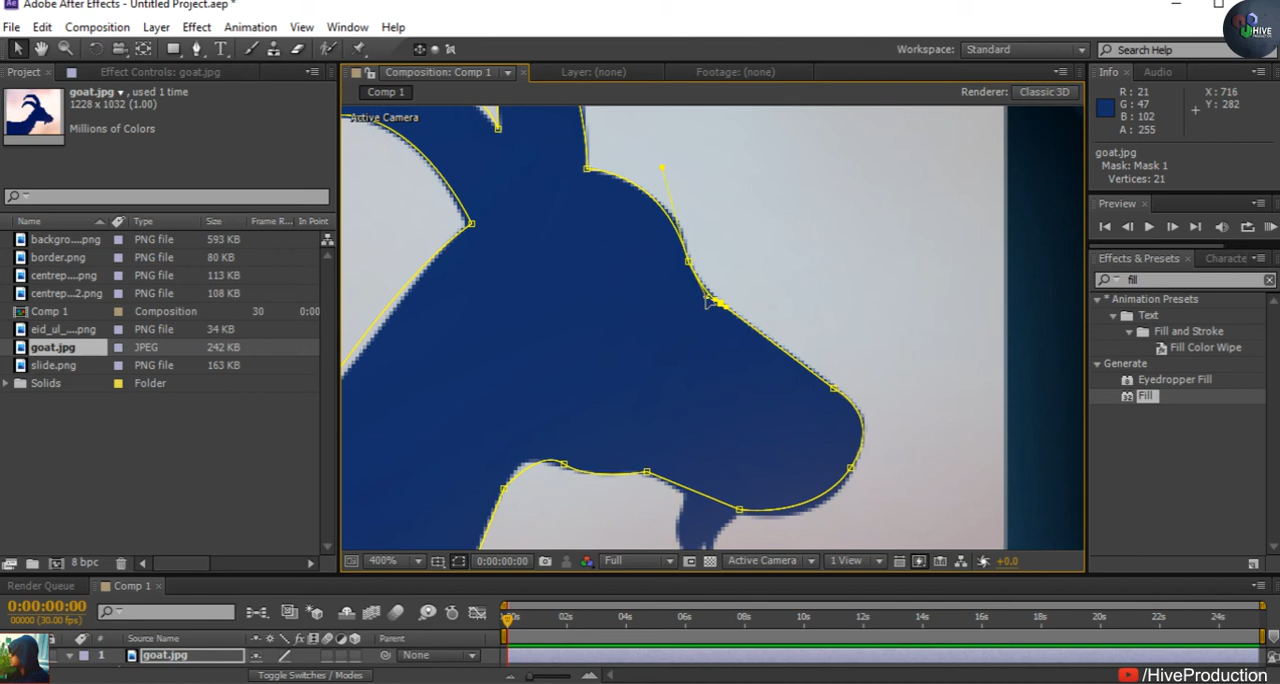 Adobe After Effects - Untitled Project.aep *
File Edit Composition Layer Effect Animation View Window Help
HIVE
Workspace: Standard
Search Help
Project
Effect Controls: goat.jpg
Composition: Comp 1
Layer: (none)
Footage: (none)
Info
Audio
goat.jpg , used 1 time
1228 x 1032 (1.00)
Millions of Colors
Comp 1
Renderer: Classic 3D
Active Camera
R : 21
G : 47
B : 102
A : 255
X : 716
Y : 282
goat.jpg
Mask: Mask 1
Vertices: 21
Preview
Effects & Presets
Characte
fill
* Animation Presets
Text
Fill and Stroke
Fill Color Wipe
Generate
Eyedropper Fill
Fill
Name Type Size Frame R... In Point
backgro....png PNG file 593 KB
border.png PNG file 80 KB
centrep....png PNG file 113 KB
centrep...2.png PNG file 108 KB
Comp 1 Composition 30 0:00
eid_ul_....png PNG file 34 KB
goat.jpg JPEG 242 KB
slide.png PNG file 163 KB
Solids Folder
8 bpc
400% 0:00:00:00 Full Active Camera 1 View +0.0
Render Queue
Comp 1
0:00:00:00
00000 (30.00 fps)
02s 04s 06s 08s 10s 12s 14s 16s 18s 20s 22s 24s
# Source Name Parent
1 goat.jpg None
Toggle Switches / Modes
/HiveProduction